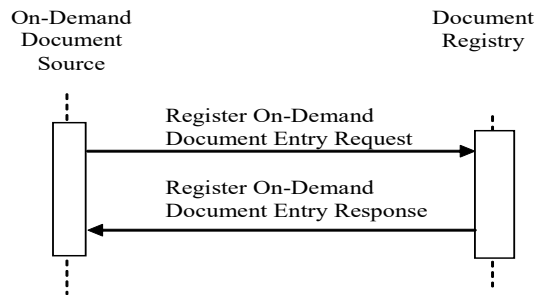 On-Demand
Document
Source
Document
Registry
Register On-Demand
Document Entry Request
Register On-Demand
Document Entry Response